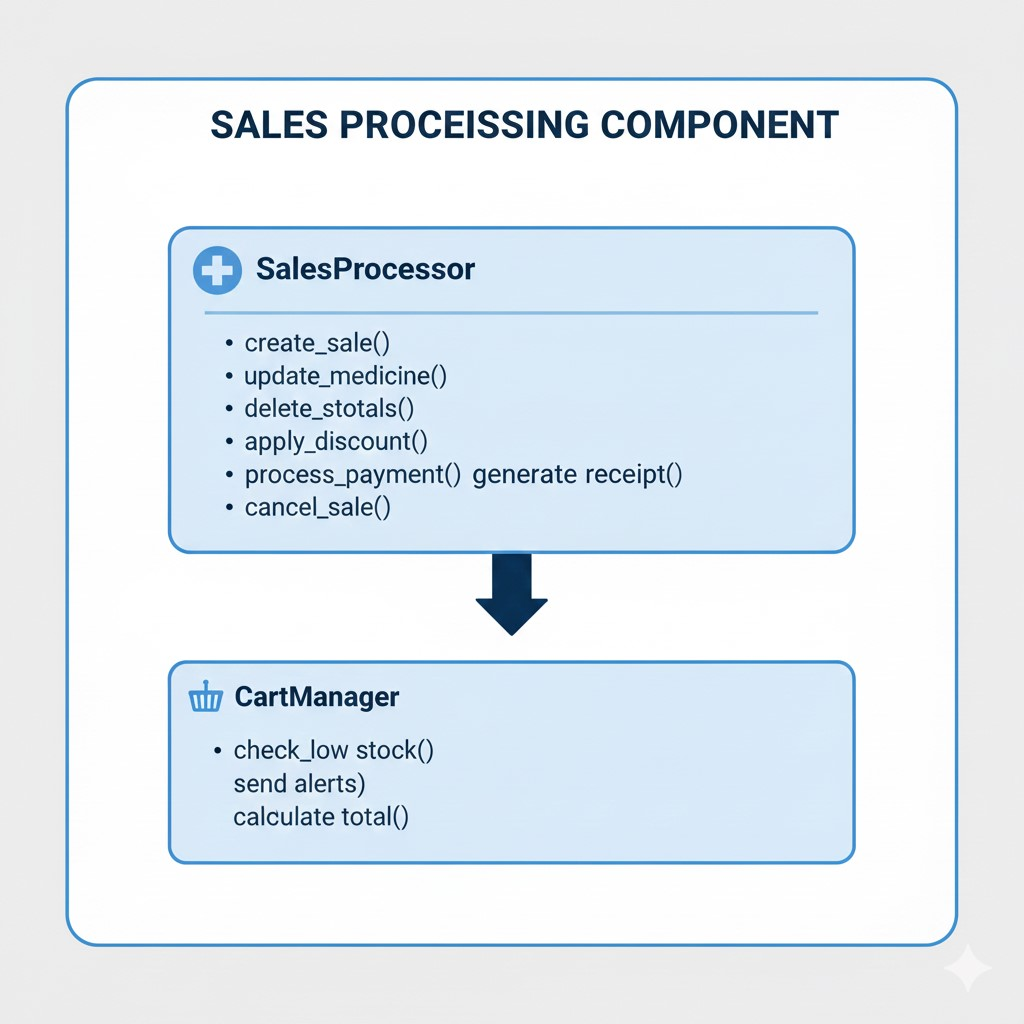 SALES PROCEISSING COMPONENT
SalesProcessor
• create_sale()
• update_medicine()
• delete_stotals()
• apply_discount()
• process_payment() generate receipt()
• cancel_sale()
CartManager
• check_low stock()
send alerts)
calculate total()